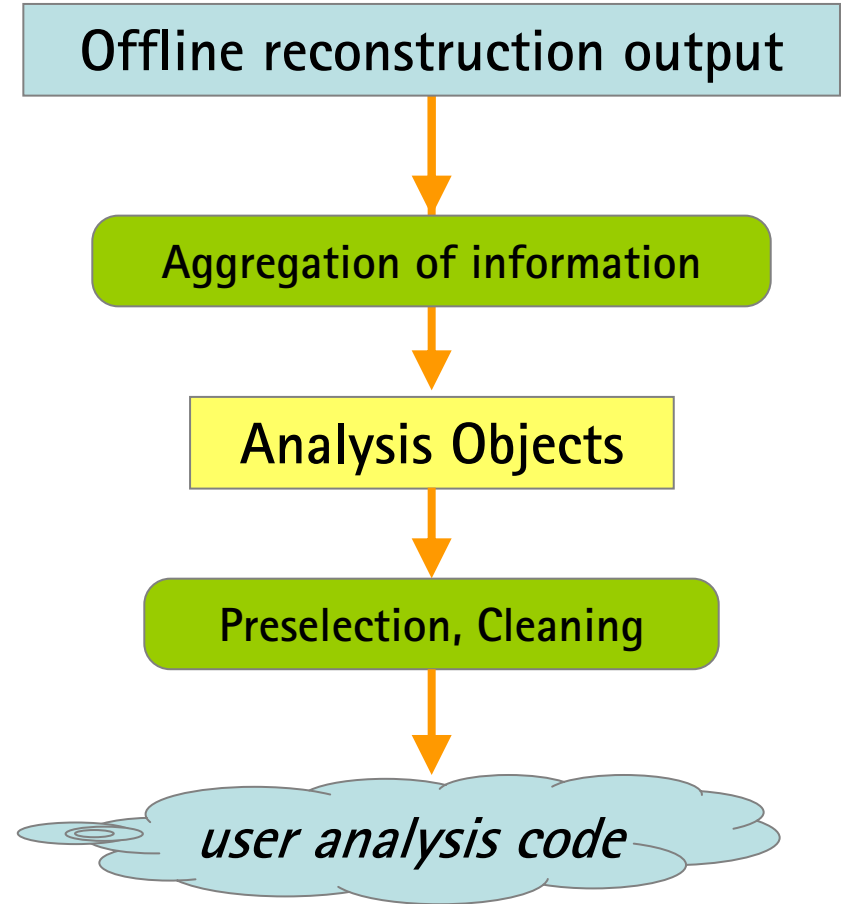 Offline reconstruction output
Aggregation of information
Analysis Objects
Preselection, Cleaning
user analysis code